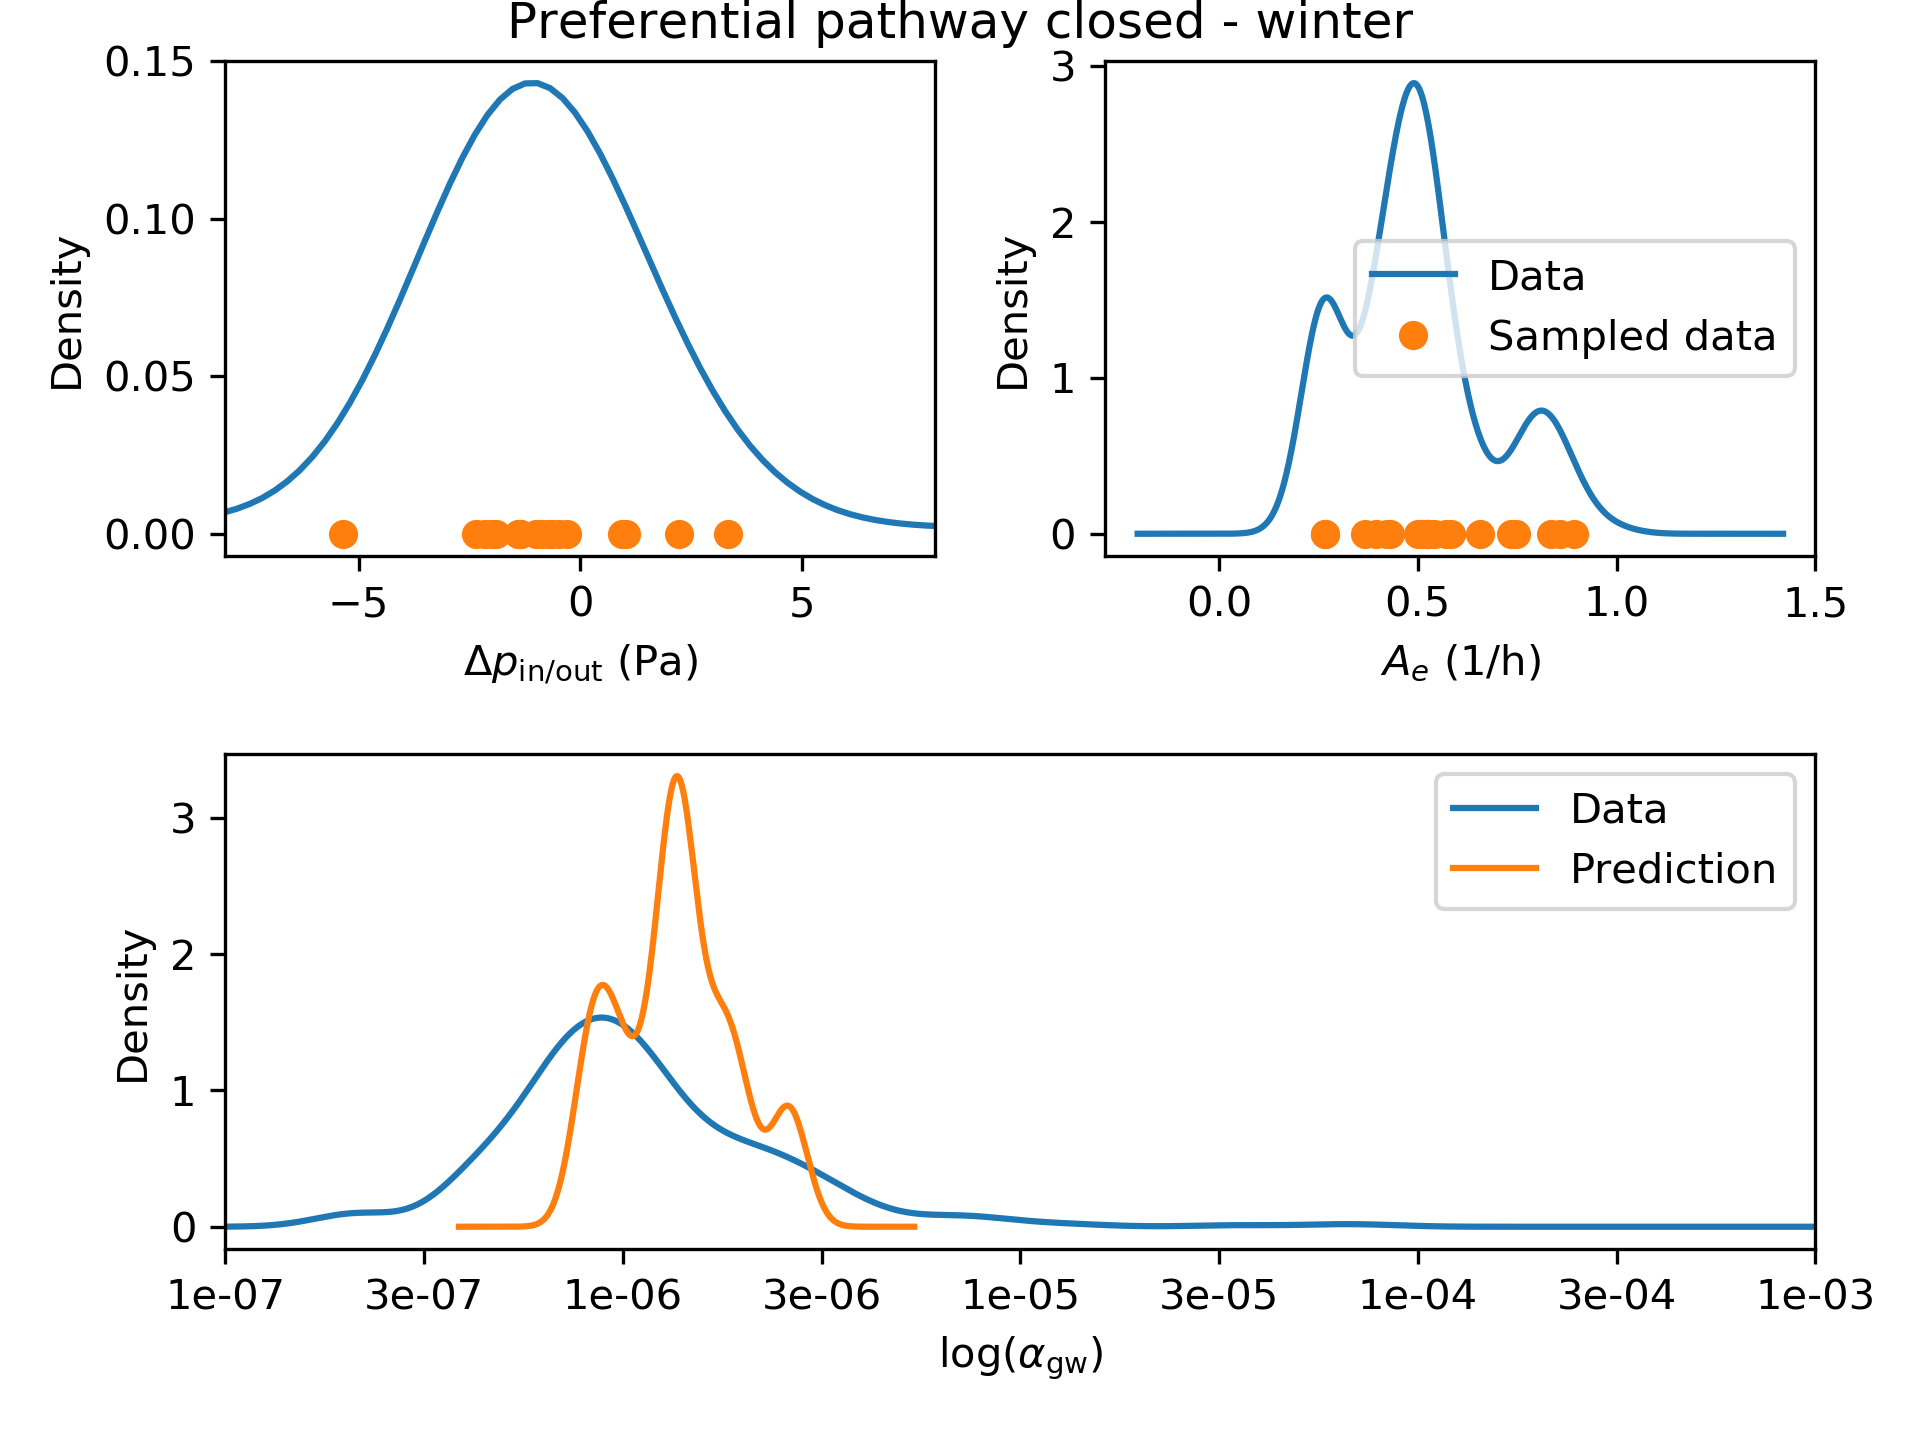 Preferential pathway closed - winter
0.15
0.10
0.05
0.00
Density
−5 0 5
Δp_in/out (Pa)
3
2
1
0
Density
Data
Sampled data
0.0 0.5 1.0 1.5
A_e (1/h)
3
2
1
0
Density
Data
Prediction
1e-07 3e-07 1e-06 3e-06 1e-05 3e-05 1e-04 3e-04 1e-03
log(α_gw)